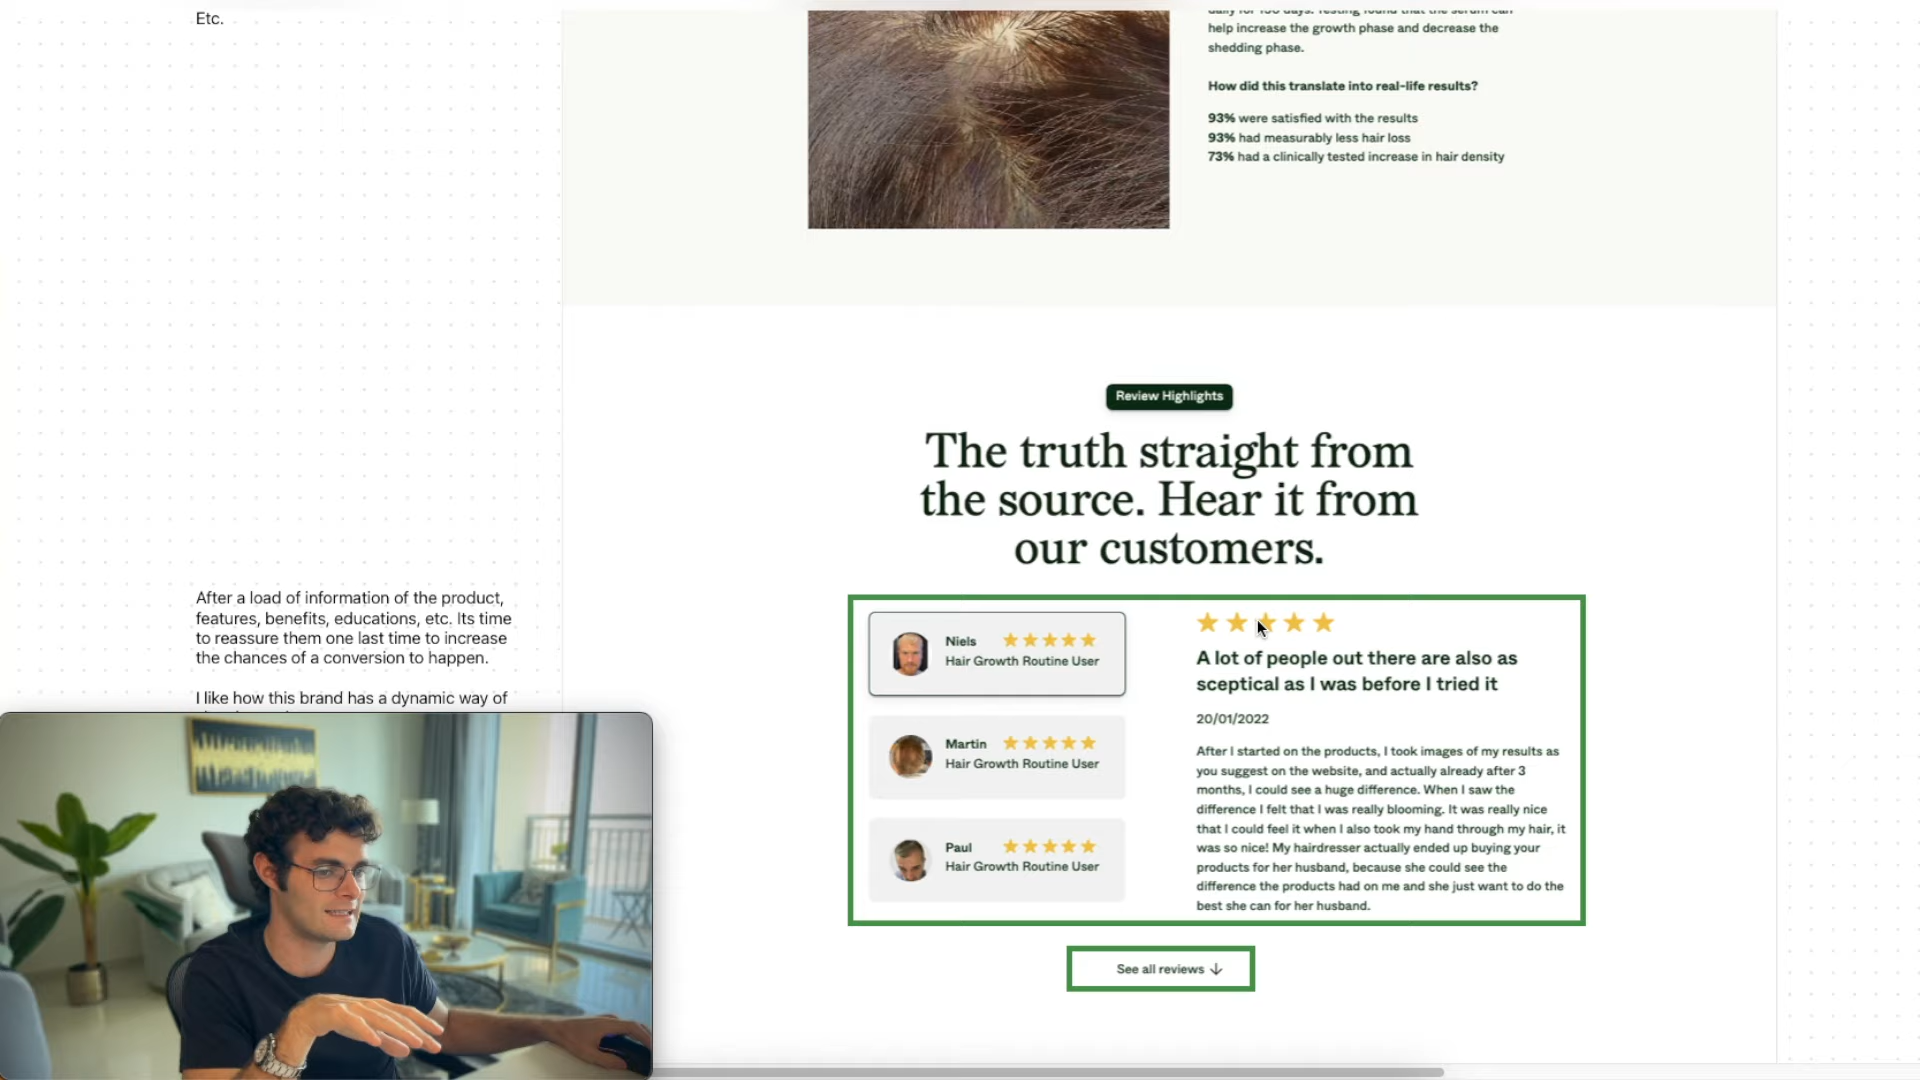 Etc.
daily for 150 days. Testing found that the serum can
help increase the growth phase and decrease the
shedding phase.
How did this translate into real-life results?
93% were satisfied with the results
93% had measurably less hair loss
73% had a clinically tested increase in hair density
Review Highlights
The truth straight from
the source. Hear it from
our customers.
After a load of information of the product,
features, benefits, educations, etc. Its time
to reassure them one last time to increase
the chances of a conversion to happen.
I like how this brand has a dynamic way of
Niels
Hair Growth Routine User
Martin
Hair Growth Routine User
Paul
Hair Growth Routine User
A lot of people out there are also as
sceptical as I was before I tried it
20/01/2022
After I started on the products, I took images of my results as
you suggest on the website, and actually already after 3
months, I could see a huge difference. When I saw the
difference I felt that I was really blooming. It was really nice
that I could feel it when I also took my hand through my hair, it
was so nice! My hairdresser actually ended up buying your
products for her husband, because she could see the
difference the products had on me and she just want to do the
best she can for her husband.
See all reviews ↓